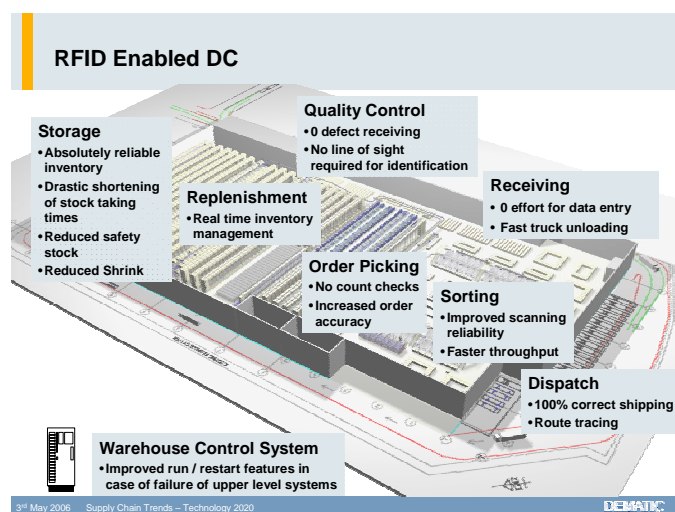 RFID Enabled DC
Quality Control
•0 defect receiving
•No line of sight
required for identification
Storage
•Absolutely reliable
inventory
•Drastic shortening
of stock taking
times
•Reduced safety
stock
•Reduced Shrink
Replenishment
•Real time inventory
management
Receiving
• 0 effort for data entry
• Fast truck unloading
Order Picking
•No count checks
•Increased order
accuracy
Sorting
•Improved scanning
reliability
•Faster throughput
Dispatch
•100% correct shipping
•Route tracing
Warehouse Control System
•Improved run / restart features in
case of failure of upper level systems
3rd May 2006 Supply Chain Trends – Technology 2020
DEMATIC